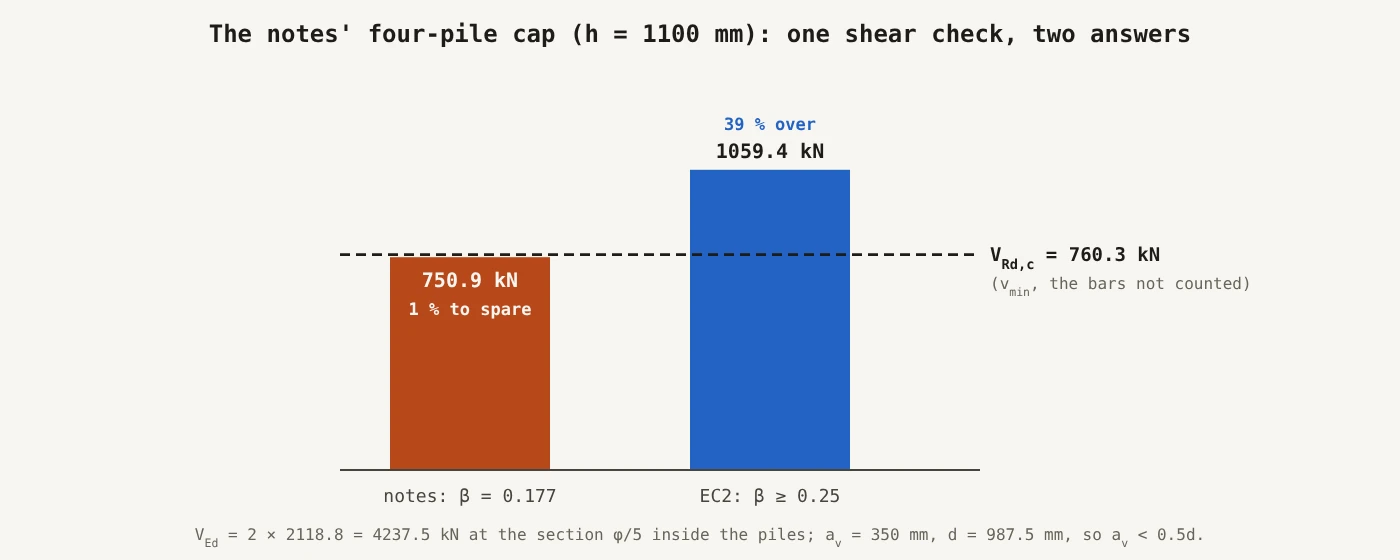 The notes' four-pile cap (h = 1100 mm): one shear check, two answers
39 % over
1059.4 kN
V_Rd,c = 760.3 kN
(v_min, the bars not counted)
750.9 kN
1 % to spare
notes: β = 0.177
EC2: β ≥ 0.25
V_Ed = 2 × 2118.8 = 4237.5 kN at the section φ/5 inside the piles; a_v = 350 mm, d = 987.5 mm, so a_v < 0.5d.